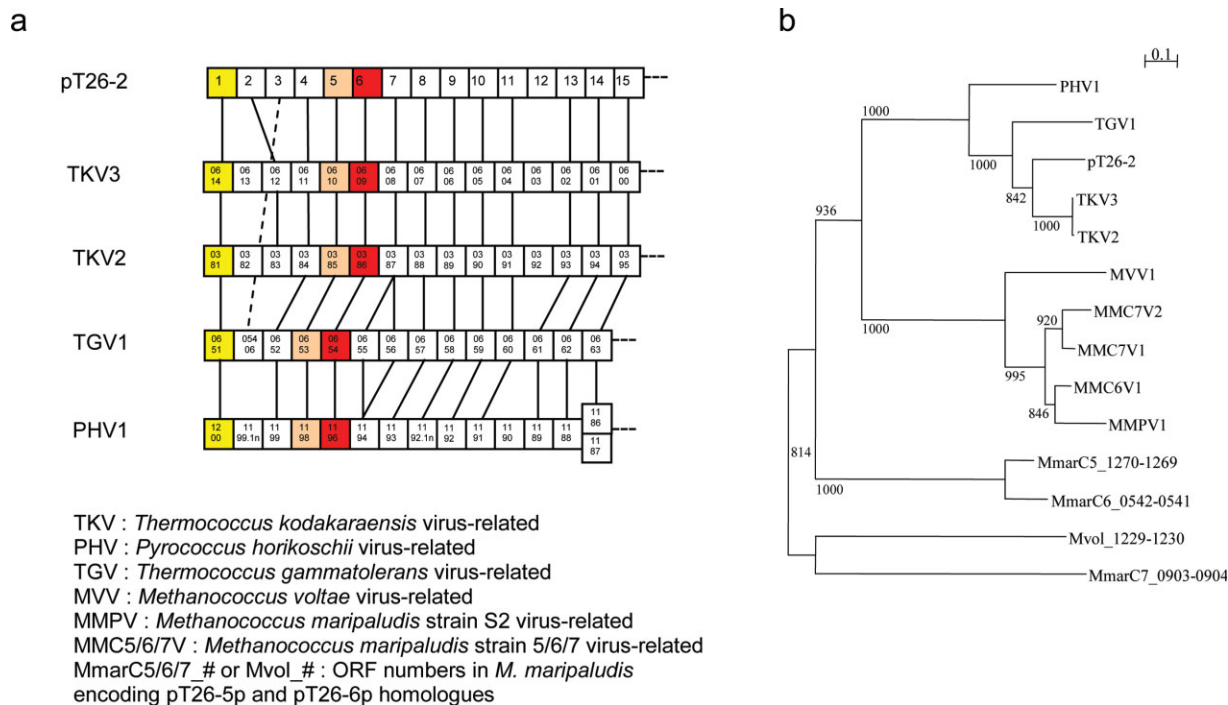 a
pT26-2
1 2 3 4 5 6 7 8 9 10 11 12 13 14 15
TKV3
06 06 06 06 06 06 06 06 06 06 06 06 06 06 06
14 13 12 11 10 09 08 07 06 05 04 03 02 01 00
TKV2
03 03 03 03 03 03 03 03 03 03 03 03 03 03 03
81 82 83 84 85 86 87 88 89 90 91 92 93 94 95
TGV1
06 054 06 06 06 06 06 06 06 06 06 06 06 06
51 06 52 53 54 55 56 57 58 59 60 61 62 63
PHV1
12 11 11 11 11 11 11 11 11 11 11 11 11 11
00 99.1n 99 98 96 94 93 92.1n 92 91 90 89 88 86
11
87
TKV : Thermococcus kodakaraensis virus-related
PHV : Pyrococcus horikoschii virus-related
TGV : Thermococcus gammatolerans virus-related
MVV : Methanococcus voltae virus-related
MMPV : Methanococcus maripaludis strain S2 virus-related
MMC5/6/7V : Methanococcus maripaludis strain 5/6/7 virus-related
MmarC5/6/7_# or Mvol_# : ORF numbers in M. maripaludis
encoding pT26-5p and pT26-6p homologues
b
0.1
PHV1
1000
TGV1
1000
pT26-2
842
TKV3
1000
TKV2
936
MVV1
1000
MMC7V2
920
MMC7V1
995
MMC6V1
846
MMPV1
814
MmarC5_1270-1269
1000
MmarC6_0542-0541
Mvol_1229-1230
MmarC7_0903-0904